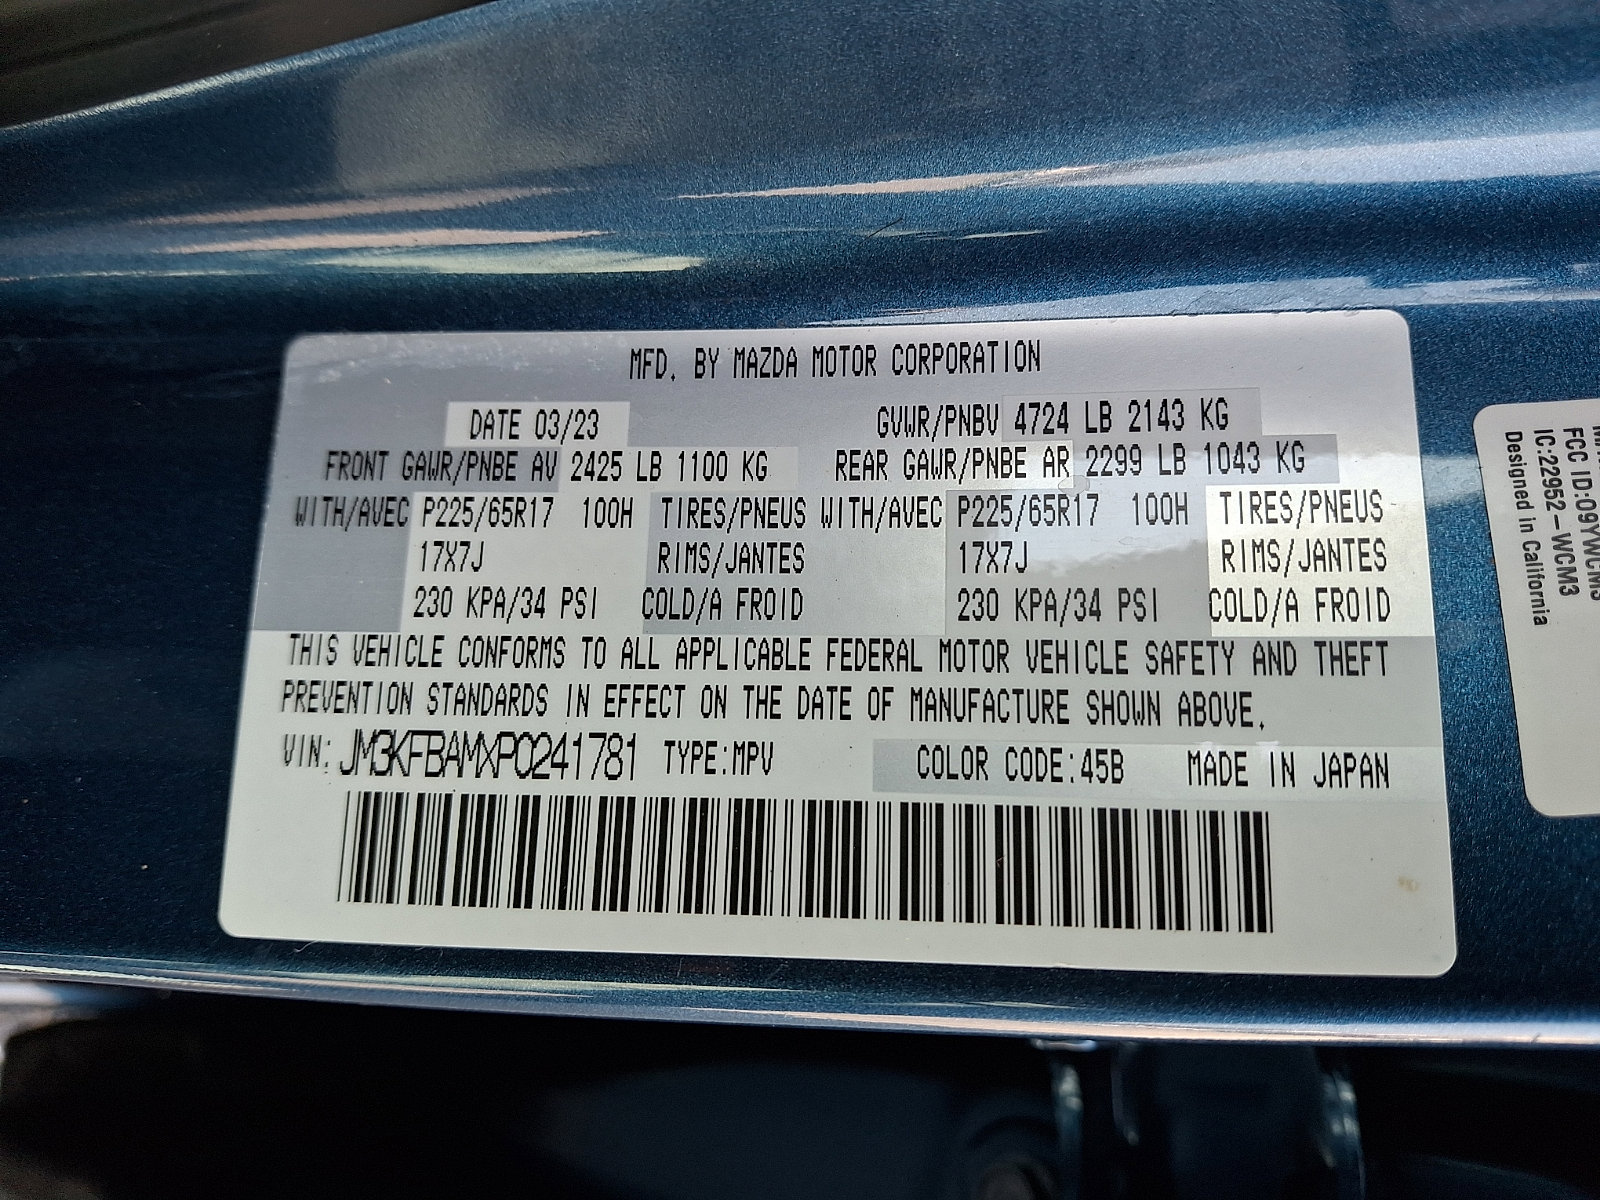 MFD. BY MAZDA MOTOR CORPORATION
DATE 03/23 GVWR/PNBV 4724 LB 2143 KG
FRONT GAWR/PNBE AV 2425 LB 1100 KG REAR GAWR/PNBE AR 2299 LB 1043 KG
WITH/AVEC P225/65R17 100H TIRES/PNEUS WITH/AVEC P225/65R17 100H TIRES/PNEUS
17X7J RIMS/JANTES 17X7J RIMS/JANTES
230 KPA/34 PSI COLD/A FROID 230 KPA/34 PSI COLD/A FROID
THIS VEHICLE CONFORMS TO ALL APPLICABLE FEDERAL MOTOR VEHICLE SAFETY AND THEFT
PREVENTION STANDARDS IN EFFECT ON THE DATE OF MANUFACTURE SHOWN ABOVE.
VIN: JM3KFBAMXP0241781 TYPE:MPV COLOR CODE:45B MADE IN JAPAN
FCC ID:09YWCM3
IC:22952-WCM3
Designed in California